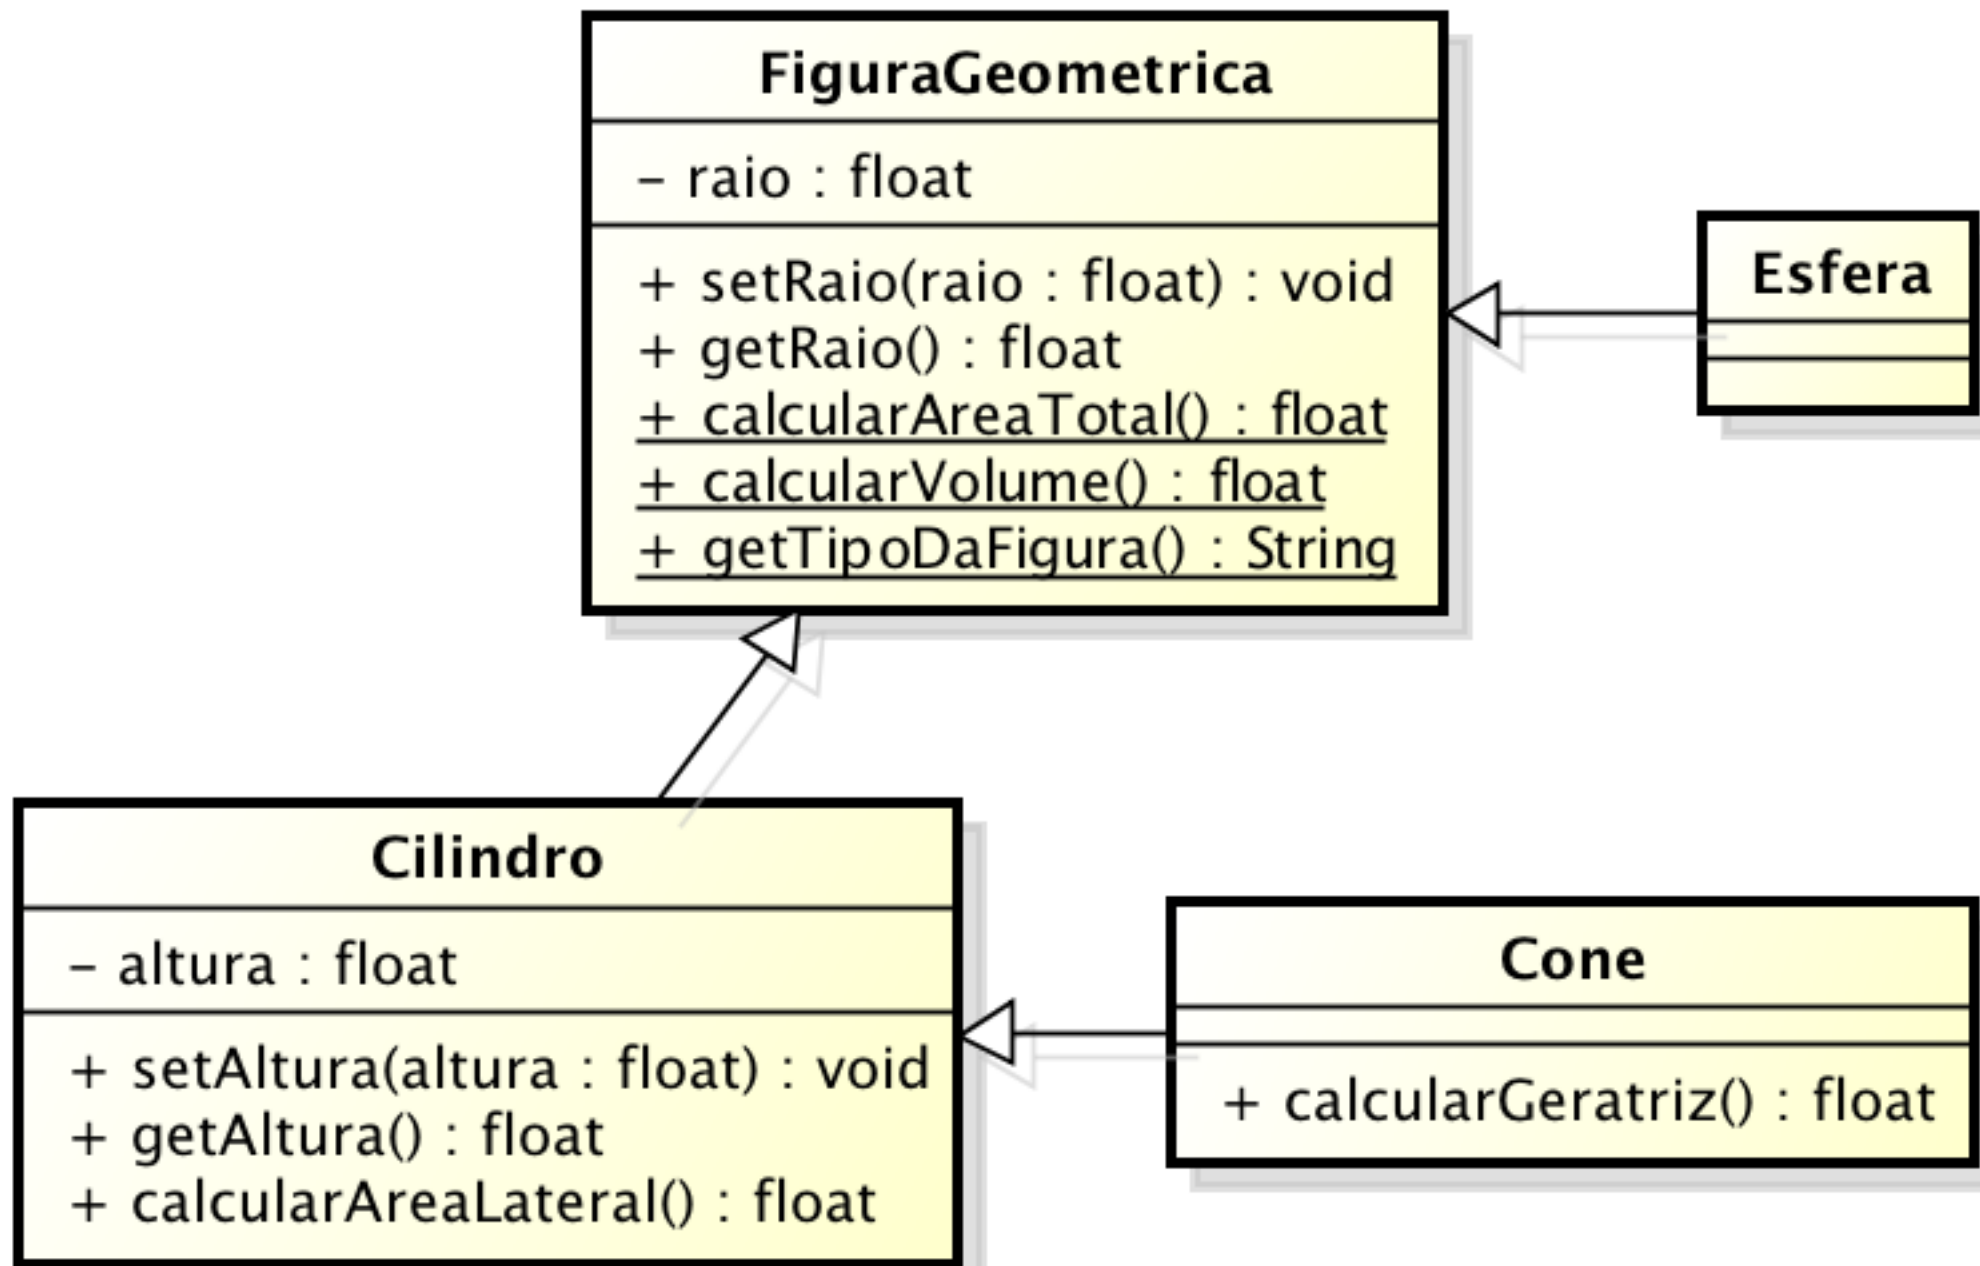 FiguraGeometrica
- raio : float
+ setRaio(raio : float) : void
+ getRaio() : float
+ calcularAreaTotal() : float
+ calcularVolume() : float
+ getTipoDaFigura() : String
Esfera
Cilindro
- altura : float
+ setAltura(altura : float) : void
+ getAltura() : float
+ calcularAreaLateral() : float
Cone
+ calcularGeratriz() : float